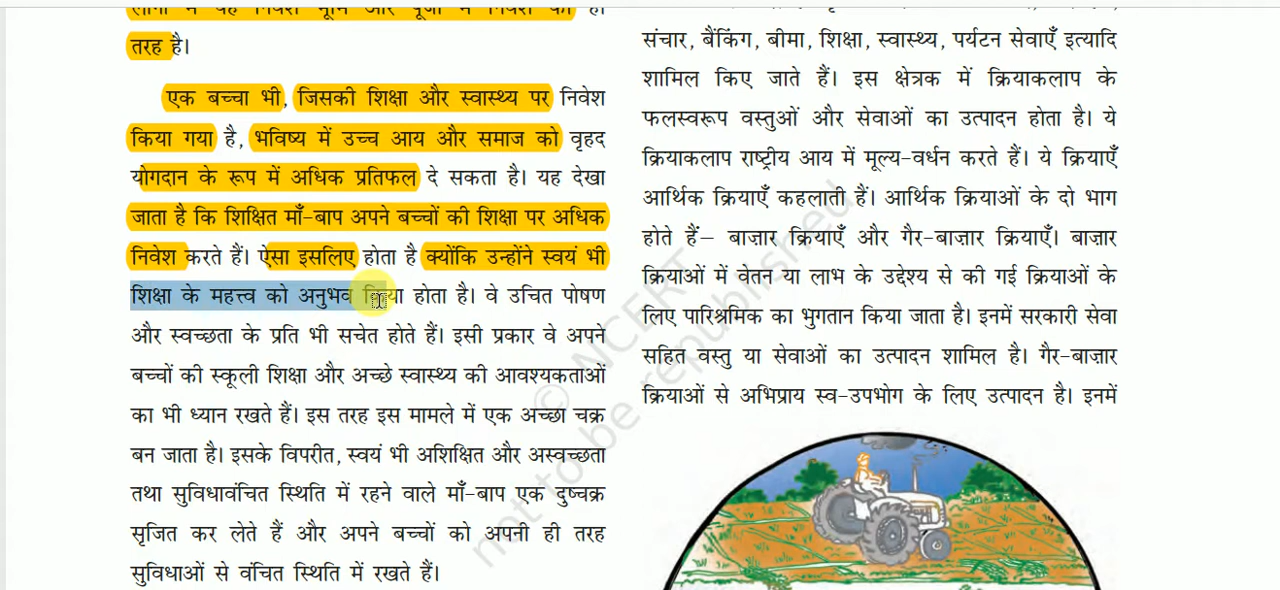 तरह है।
एक बच्चा भी, जिसकी शिक्षा और स्वास्थ्य पर निवेश
किया गया है, भविष्य में उच्च आय और समाज को वृहद
योगदान के रूप में अधिक प्रतिफल दे सकता है। यह देखा
जाता है कि शिक्षित माँ-बाप अपने बच्चों की शिक्षा पर अधिक
निवेश करते हैं। ऐसा इसलिए होता है क्योंकि उन्होंने स्वयं भी
शिक्षा के महत्त्व को अनुभव किया होता है। वे उचित पोषण
और स्वच्छता के प्रति भी सचेत होते हैं। इसी प्रकार वे अपने
बच्चों की स्कूली शिक्षा और अच्छे स्वास्थ्य की आवश्यकताओं
का भी ध्यान रखते हैं। इस तरह इस मामले में एक अच्छा चक्र
बन जाता है। इसके विपरीत, स्वयं भी अशिक्षित और अस्वच्छता
तथा सुविधावंचित स्थिति में रहने वाले माँ-बाप एक दुष्चक्र
सृजित कर लेते हैं और अपने बच्चों को अपनी ही तरह
सुविधाओं से वंचित स्थिति में रखते हैं।
संचार, बैंकिंग, बीमा, शिक्षा, स्वास्थ्य, पर्यटन सेवाएँ इत्यादि
शामिल किए जाते हैं। इस क्षेत्रक में क्रियाकलाप के
फलस्वरूप वस्तुओं और सेवाओं का उत्पादन होता है। ये
क्रियाकलाप राष्ट्रीय आय में मूल्य-वर्धन करते हैं। ये क्रियाएँ
आर्थिक क्रियाएँ कहलाती हैं। आर्थिक क्रियाओं के दो भाग
होते हैं– बाजार क्रियाएँ और गैर-बाजार क्रियाएँ। बाजार
क्रियाओं में वेतन या लाभ के उद्देश्य से की गई क्रियाओं के
लिए पारिश्रमिक का भुगतान किया जाता है। इनमें सरकारी सेवा
सहित वस्तु या सेवाओं का उत्पादन शामिल है। गैर-बाजार
क्रियाओं से अभिप्राय स्व-उपभोग के लिए उत्पादन है। इनमें
© NCERT
not to be republished